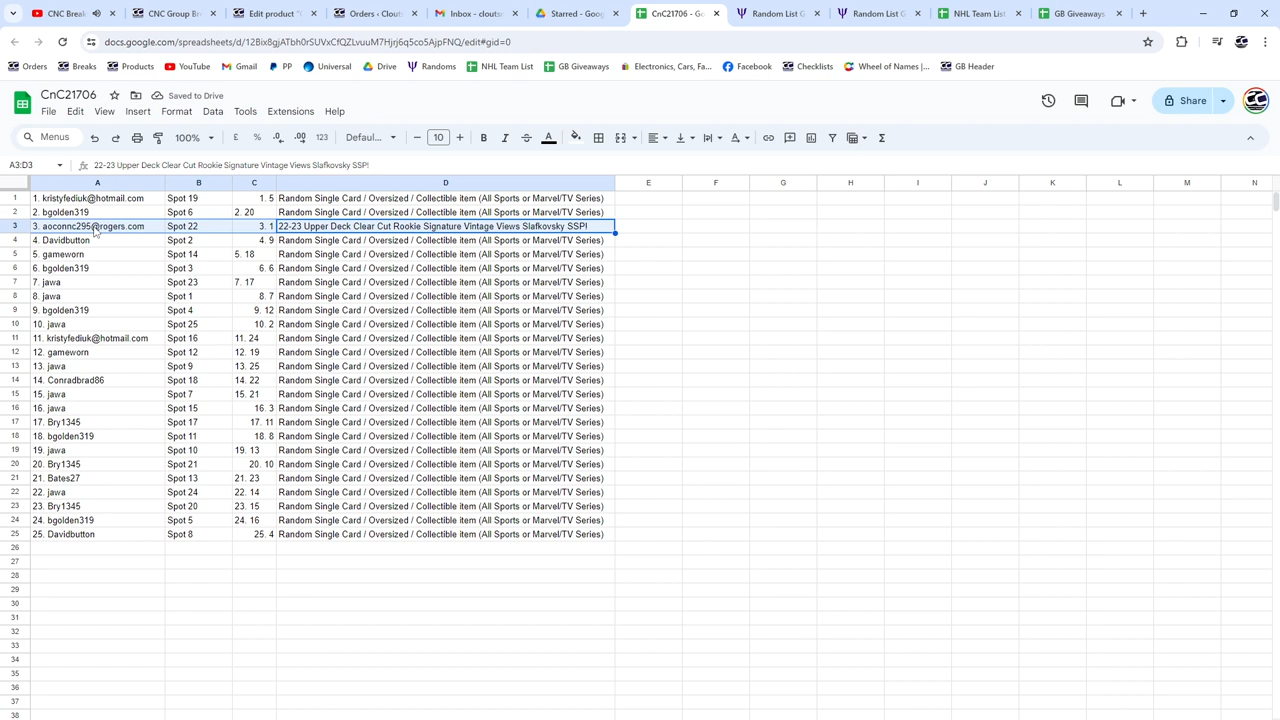 CNC Break
CNC Group Br
Edit product "
Orders - Clouts
Inbox - clouts
Starred - Goog
CnC21706 - Go
Random List G
Random List G
NHL Team List
GB Giveaways
docs.google.com/spreadsheets/d/128ix8gjATbh0rSUVxCfQZLvuuM7Hjrj6q5co5AjpFNQ/edit#gid=0
Orders Breaks Products YouTube Gmail PP Universal Drive Randoms NHL Team List GB Giveaways Electronics, Cars, Fa... Facebook Checklists Wheel of Names |... GB Header
CnC21706 Saved to Drive
File Edit View Insert Format Data Tools Extensions Help
Share
Menus 100% £ % .0 .00 123 Defaul... 10 B I A
A3:D3 22-23 Upper Deck Clear Cut Rookie Signature Vintage Views Slafkovsky SSP!
A B C D E F G H I J K L M N
1 1. kristyfediuk@hotmail.com Spot 19 1. 5 Random Single Card / Oversized / Collectible item (All Sports or Marvel/TV Series)
2 2. bgolden319 Spot 6 2. 20 Random Single Card / Oversized / Collectible item (All Sports or Marvel/TV Series)
3 3. aoconnc295@rogers.com Spot 22 3. 1 22-23 Upper Deck Clear Cut Rookie Signature Vintage Views Slafkovsky SSP!
4 4. Davidbutton Spot 2 4. 9 Random Single Card / Oversized / Collectible item (All Sports or Marvel/TV Series)
5 5. gameworn Spot 14 5. 18 Random Single Card / Oversized / Collectible item (All Sports or Marvel/TV Series)
6 6. bgolden319 Spot 3 6. 6 Random Single Card / Oversized / Collectible item (All Sports or Marvel/TV Series)
7 7. jawa Spot 23 7. 17 Random Single Card / Oversized / Collectible item (All Sports or Marvel/TV Series)
8 8. jawa Spot 1 8. 7 Random Single Card / Oversized / Collectible item (All Sports or Marvel/TV Series)
9 9. bgolden319 Spot 4 9. 12 Random Single Card / Oversized / Collectible item (All Sports or Marvel/TV Series)
10 10. jawa Spot 25 10. 2 Random Single Card / Oversized / Collectible item (All Sports or Marvel/TV Series)
11 11. kristyfediuk@hotmail.com Spot 16 11. 24 Random Single Card / Oversized / Collectible item (All Sports or Marvel/TV Series)
12 12. gameworn Spot 12 12. 19 Random Single Card / Oversized / Collectible item (All Sports or Marvel/TV Series)
13 13. jawa Spot 9 13. 25 Random Single Card / Oversized / Collectible item (All Sports or Marvel/TV Series)
14 14. Conradbrad86 Spot 18 14. 22 Random Single Card / Oversized / Collectible item (All Sports or Marvel/TV Series)
15 15. jawa Spot 7 15. 21 Random Single Card / Oversized / Collectible item (All Sports or Marvel/TV Series)
16 16. jawa Spot 15 16. 3 Random Single Card / Oversized / Collectible item (All Sports or Marvel/TV Series)
17 17. Bry1345 Spot 17 17. 11 Random Single Card / Oversized / Collectible item (All Sports or Marvel/TV Series)
18 18. bgolden319 Spot 11 18. 8 Random Single Card / Oversized / Collectible item (All Sports or Marvel/TV Series)
19 19. jawa Spot 10 19. 13 Random Single Card / Oversized / Collectible item (All Sports or Marvel/TV Series)
20 20. Bry1345 Spot 21 20. 10 Random Single Card / Oversized / Collectible item (All Sports or Marvel/TV Series)
21 21. Bates27 Spot 13 21. 23 Random Single Card / Oversized / Collectible item (All Sports or Marvel/TV Series)
22 22. jawa Spot 24 22. 14 Random Single Card / Oversized / Collectible item (All Sports or Marvel/TV Series)
23 23. Bry1345 Spot 20 23. 15 Random Single Card / Oversized / Collectible item (All Sports or Marvel/TV Series)
24 24. bgolden319 Spot 5 24. 16 Random Single Card / Oversized / Collectible item (All Sports or Marvel/TV Series)
25 25. Davidbutton Spot 8 25. 4 Random Single Card / Oversized / Collectible item (All Sports or Marvel/TV Series)
26
27
28
29
30
31
32
33
34
35
36
37
38